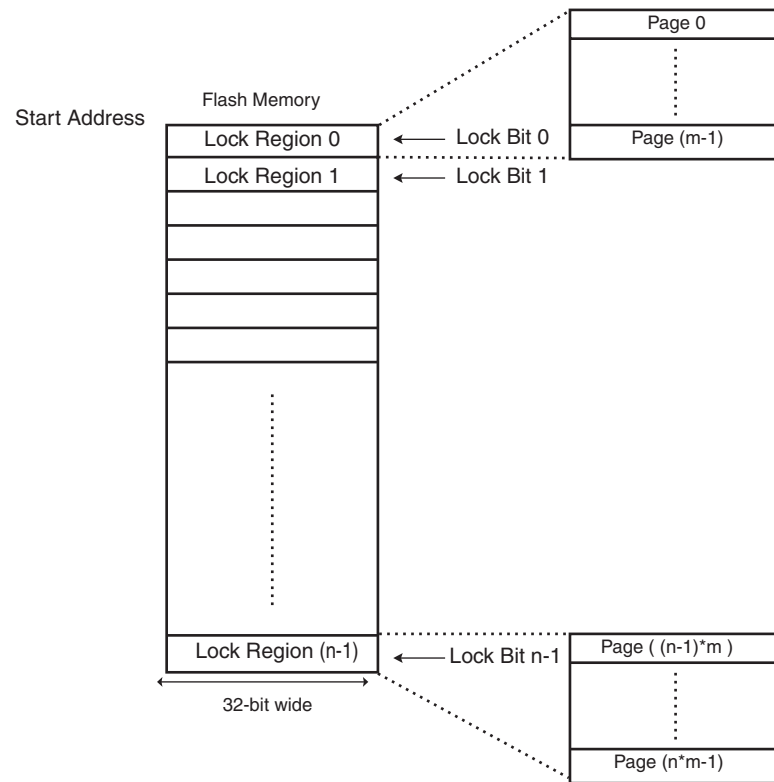 Page 0
Flash Memory
Start Address
Lock Region 0
Lock Bit 0
Page (m-1)
Lock Region 1
Lock Bit 1
Lock Region (n-1)
Lock Bit n-1
Page ( (n-1)*m )
32-bit wide
Page (n*m-1)